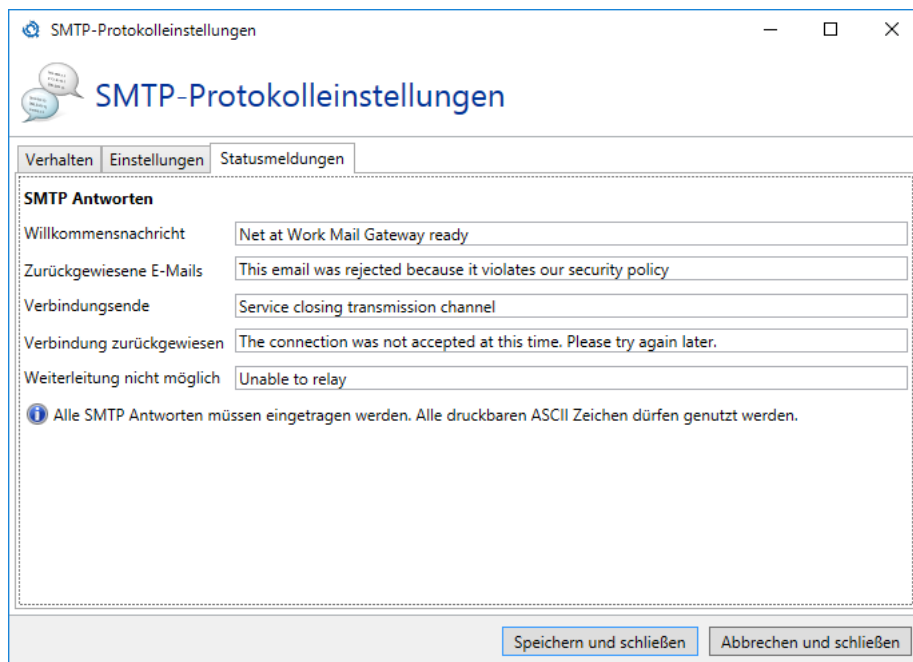 SMTP-Protokolleinstellungen
SMTP-Protokolleinstellungen
Verhalten Einstellungen Statusmeldungen
SMTP Antworten
Willkommensnachricht Net at Work Mail Gateway ready
Zurückgewiesene E-Mails This email was rejected because it violates our security policy
Verbindungsende Service closing transmission channel
Verbindung zurückgewiesen The connection was not accepted at this time. Please try again later.
Weiterleitung nicht möglich Unable to relay
Alle SMTP Antworten müssen eingetragen werden. Alle druckbaren ASCII Zeichen dürfen genutzt werden.
Speichern und schließen Abbrechen und schließen